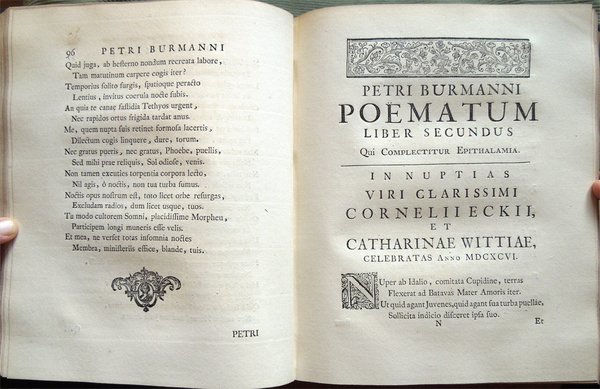 96 PETRI BURMANNI
Quid juga, ab hesterno nondum recreata labore,
Tam matutinum carpere cogis iter?
Temporius solito surgis, spatioque peracto
Lentius, invitus coerula nocte subis.
An quia te canae fastidia Tethyos urgent,
Nec rapidos ortus frigida tardat anus.
Me, quem nupta suis retinet formosa lacertis,
Dilectum cogis linquere, dure, torum.
Nec gratus pueris, nec gratus, Phoebe, puellis,
Sed mihi prae reliquis, Sol odiose, venis.
Non tamen excuties torpentia corpora lecto,
Nil agis, ô noctis, non tua turba sumus.
Noctis opus nostrum est, toto licet orbe resurgas,
Excludam radios, dum licet usque, tuos.
Tu modo cultorem Somni, placidissime Morpheu,
Participem longi muneris esse velis.
Et mea, ne verset totas insomnia noctes
Membra, ministeriis effice, blande, tuis.
PETRI
PETRI BURMANNI
POËMATUM
LIBER SECUNDUS
Qui Complectitur Epithalamia.
IN NUPTIAS
VIRI CLARISSIMI
CORNELII ECKII,
ET
CATHARINAE WITTIAE,
CELEBRATAS Anno MDCXCVI.
NUper ab Idalio, comitata Cupidine, terras
Flexerat ad Batavas Mater Amoris iter.
Ut quid agant Juvenes, quid agant sua turba puellae,
Sollicita indicio disceret ipsa suo.
N Et